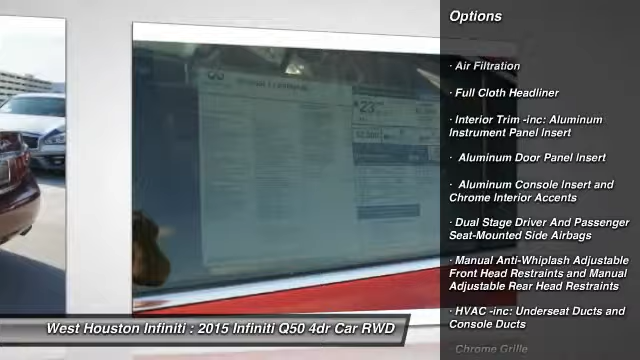 Options
· Air Filtration
· Full Cloth Headliner
· Interior Trim -inc: Aluminum
Instrument Panel Insert
· Aluminum Door Panel Insert
· Aluminum Console Insert and
Chrome Interior Accents
· Dual Stage Driver And Passenger
Seat-Mounted Side Airbags
· Manual Anti-Whiplash Adjustable
Front Head Restraints and Manual
Adjustable Rear Head Restraints
· HVAC -inc: Underseat Ducts and
Console Ducts
· Chrome Grille
23
West Houston Infiniti : 2015 Infiniti Q50 4dr Car RWD